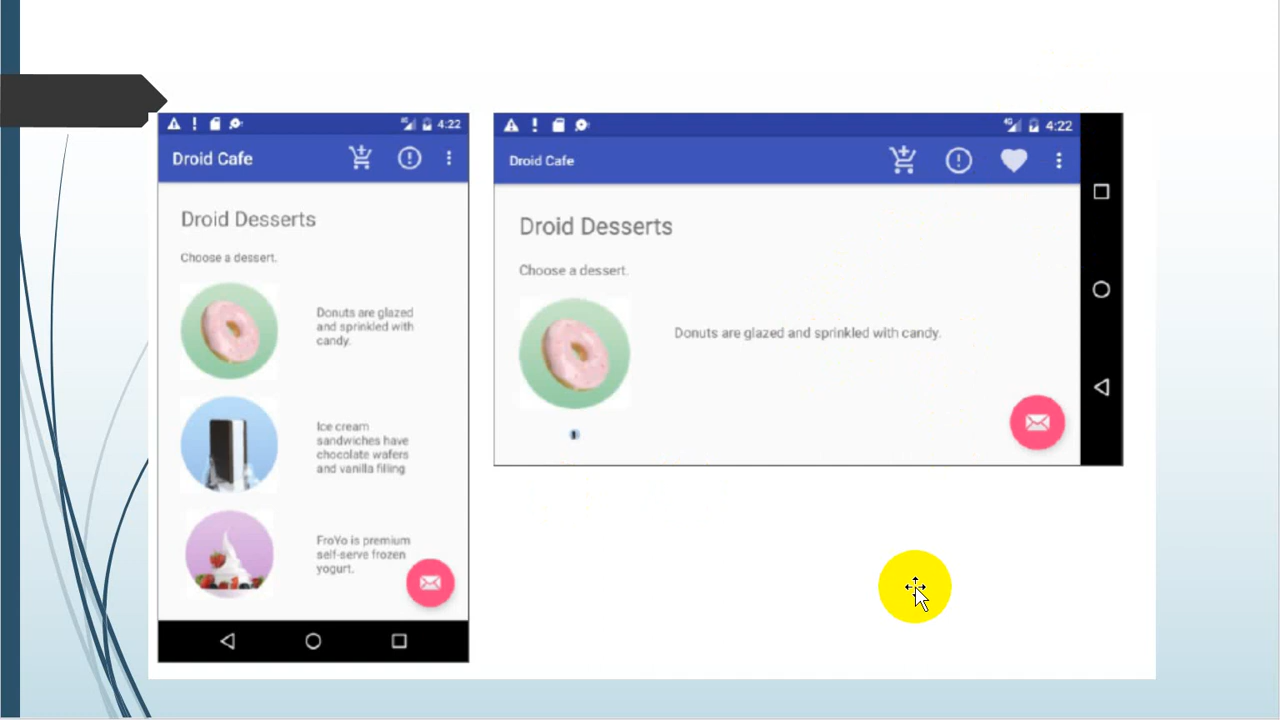 4:22
Droid Cafe
Droid Desserts
Choose a dessert.
Donuts are glazed
and sprinkled with
candy.
Ice cream
sandwiches have
chocolate wafers
and vanilla filling
FroYo is premium
self-serve frozen
yogurt.
4G
4:22
Droid Cafe
Droid Desserts
Choose a dessert.
Donuts are glazed and sprinkled with candy.